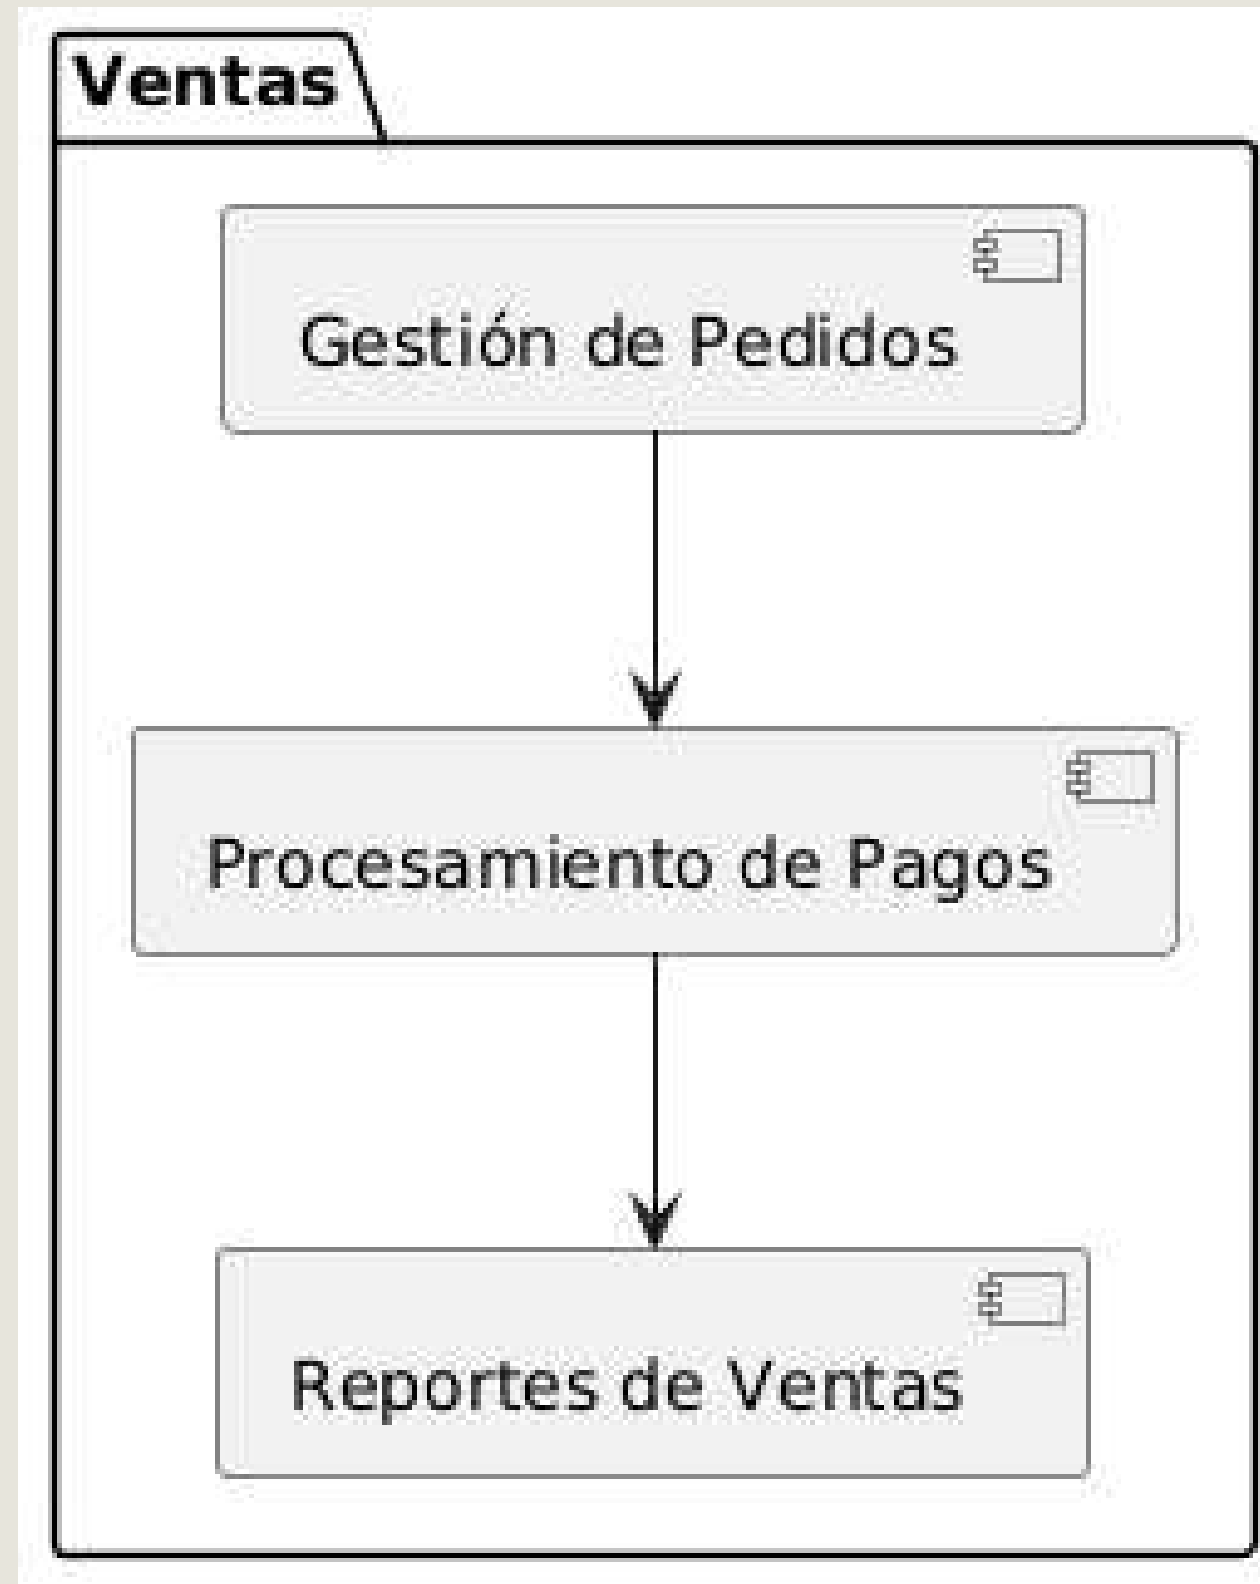 Ventas
Gestión de Pedidos
Procesamiento de Pagos
Reportes de Ventas